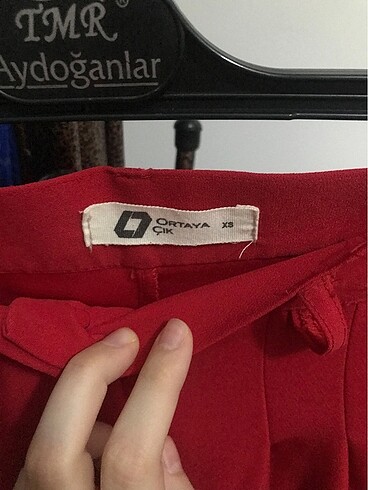 TMR®
Aydoğanlar
ORTAYA XS
ÇIK